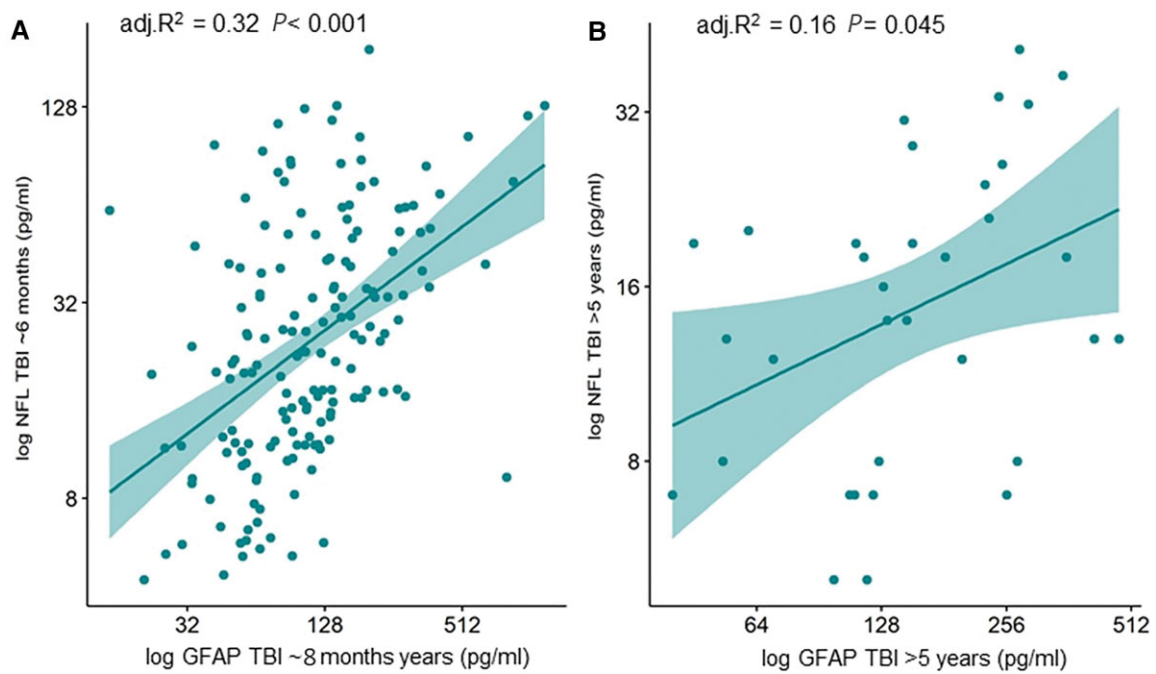 A
adj.R² = 0.32 P< 0.001
log NFL TBI ~6 months (pg/ml)
128
32
8
32 128 512
log GFAP TBI ~8 months years (pg/ml)
B
adj.R² = 0.16 P= 0.045
log NFL TBI >5 years (pg/ml)
32
16
8
64 128 256 512
log GFAP TBI >5 years (pg/ml)